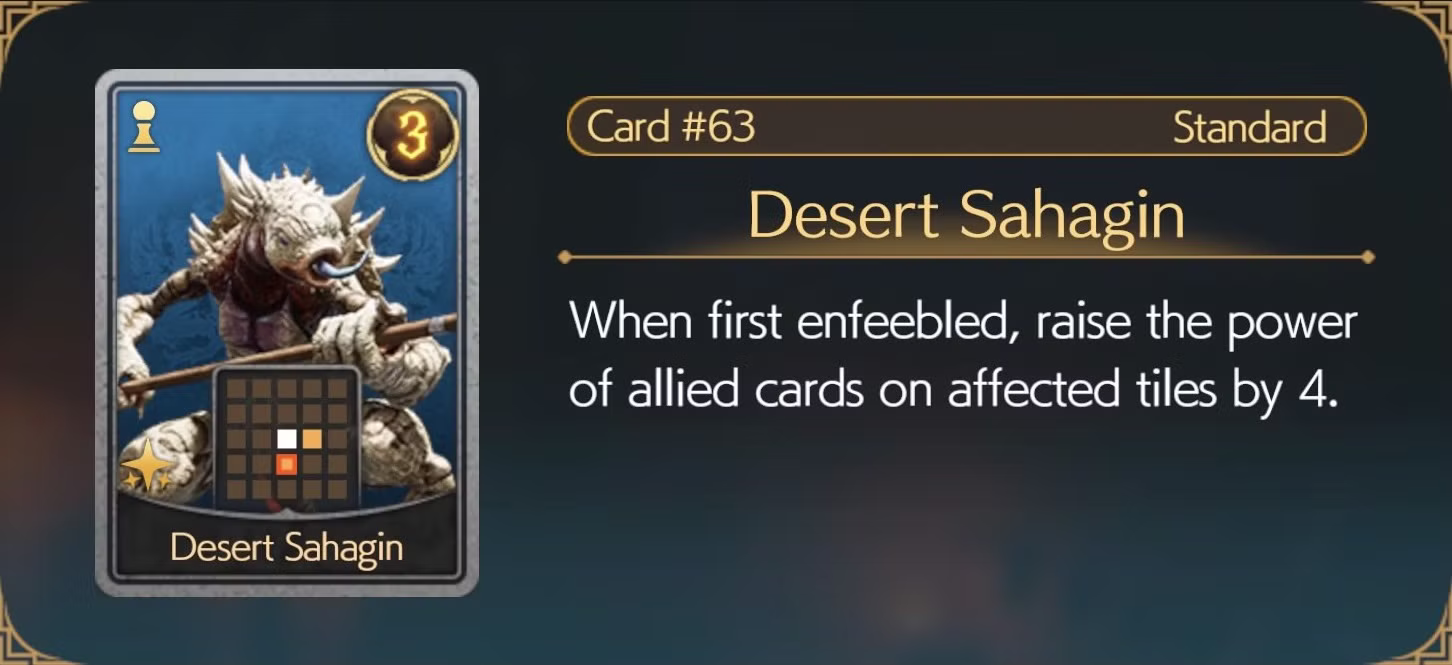 3
Desert Sahagin
Card #63 Standard
Desert Sahagin
When first enfeebled, raise the power
of allied cards on affected tiles by 4.